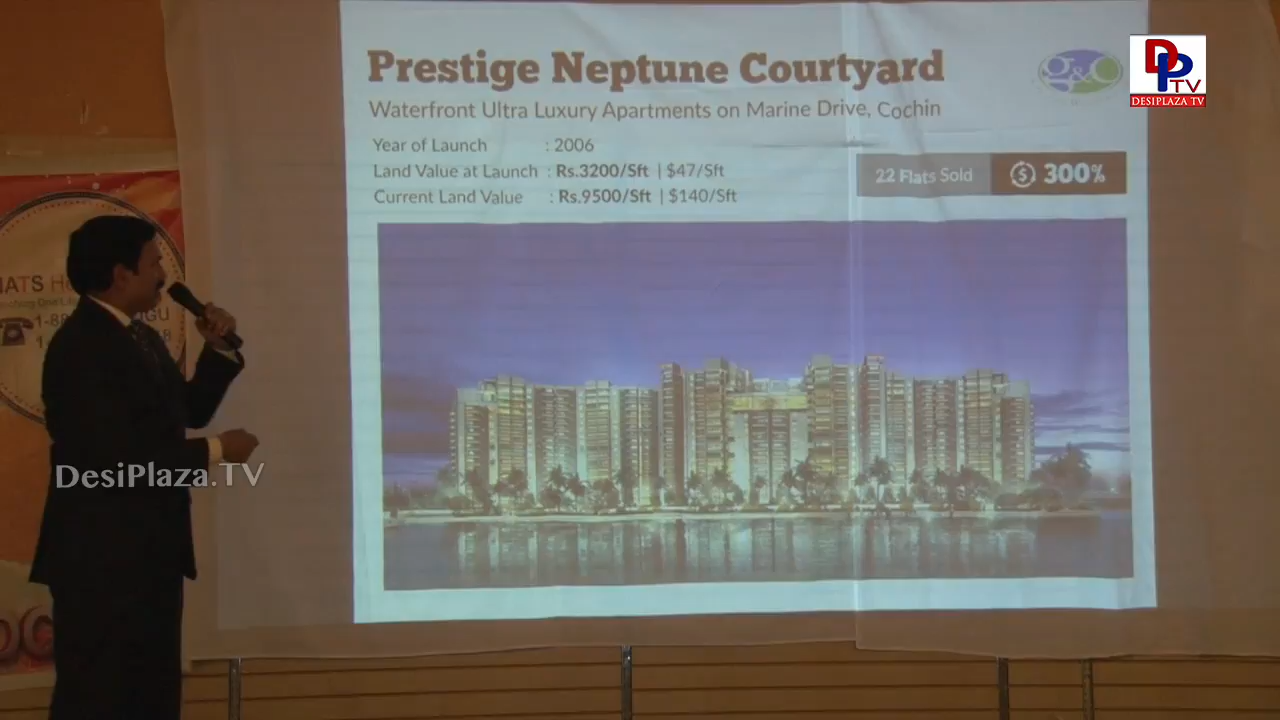 Prestige Neptune Courtyard
Waterfront Ultra Luxury Apartments on Marine Drive, Cochin
Year of Launch : 2006
Land Value at Launch : Rs.3200/Sft | $47/Sft
Current Land Value : Rs.9500/Sft | $140/Sft
22 Flats Sold
300%
g&c
DPTV
DESIPLAZA TV
DesiPlaza.TV